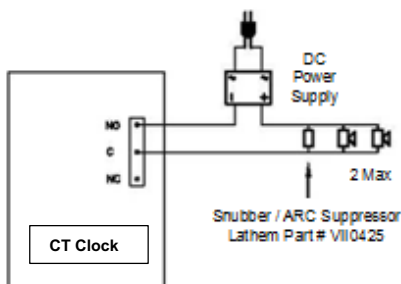 DC
Power
Supply
NO
C
NC
2 Max
Snubber / ARC Suppressor
Lathem Part # VII0425
CT Clock